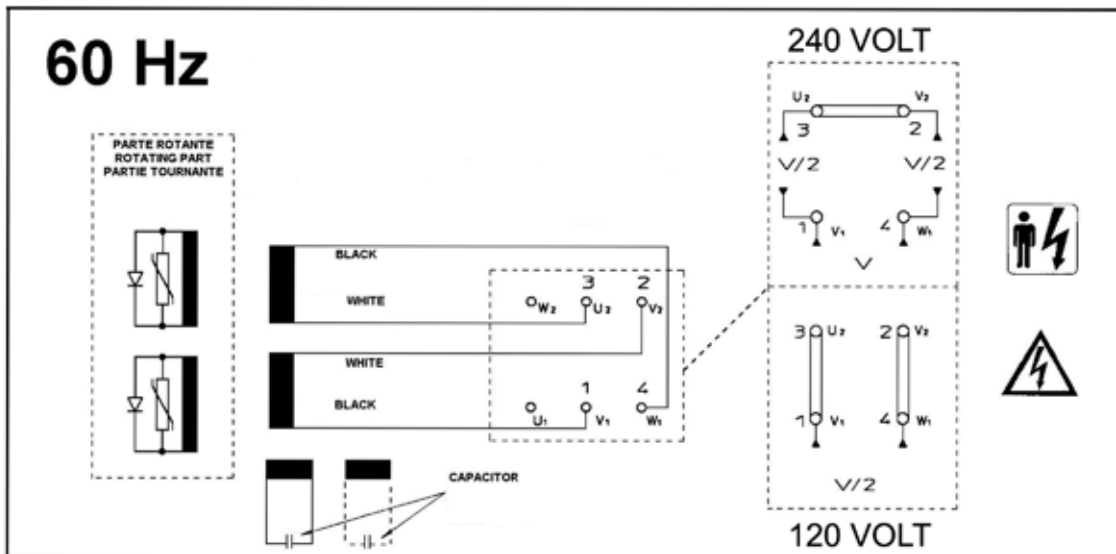 60 Hz
240 VOLT
PARTE ROTANTE
ROTATING PART
PARTIE TOURNANTE
U2 V2
3 2
V/2 V/2
1 V1 4 W1
V
BLACK
WHITE
3 2
W2 U2 V2
WHITE
BLACK
1 4
U1 V1 W1
3 U2 2 V2
1 V1 4 W1
V/2
120 VOLT
CAPACITOR